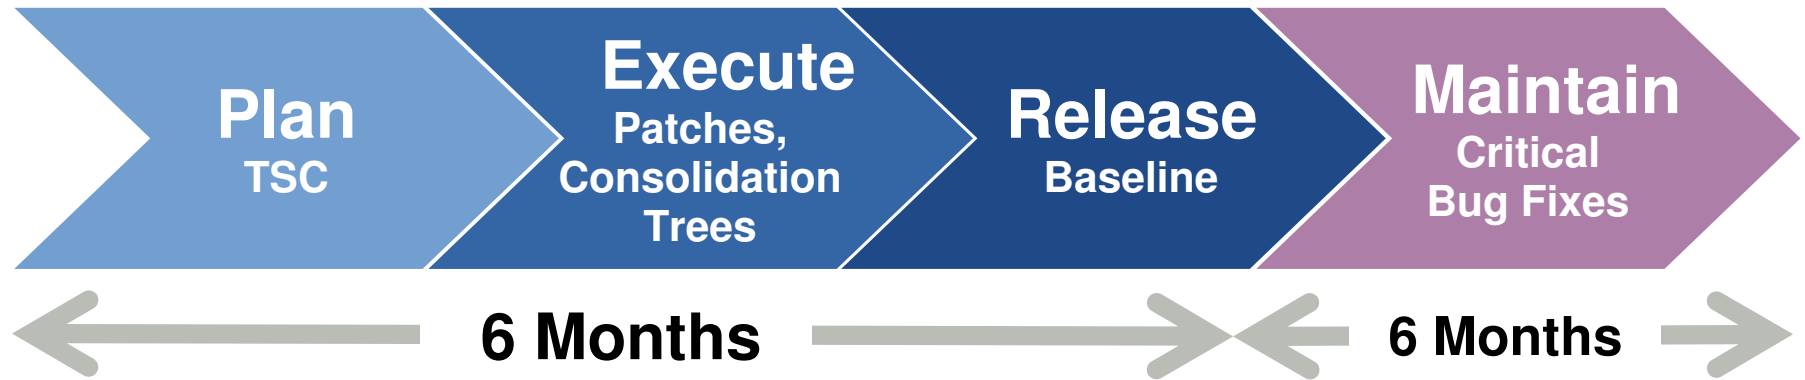 Plan
TSC
Execute
Patches,
Consolidation
Trees
Release
Baseline
Maintain
Critical
Bug Fixes
6 Months
6 Months